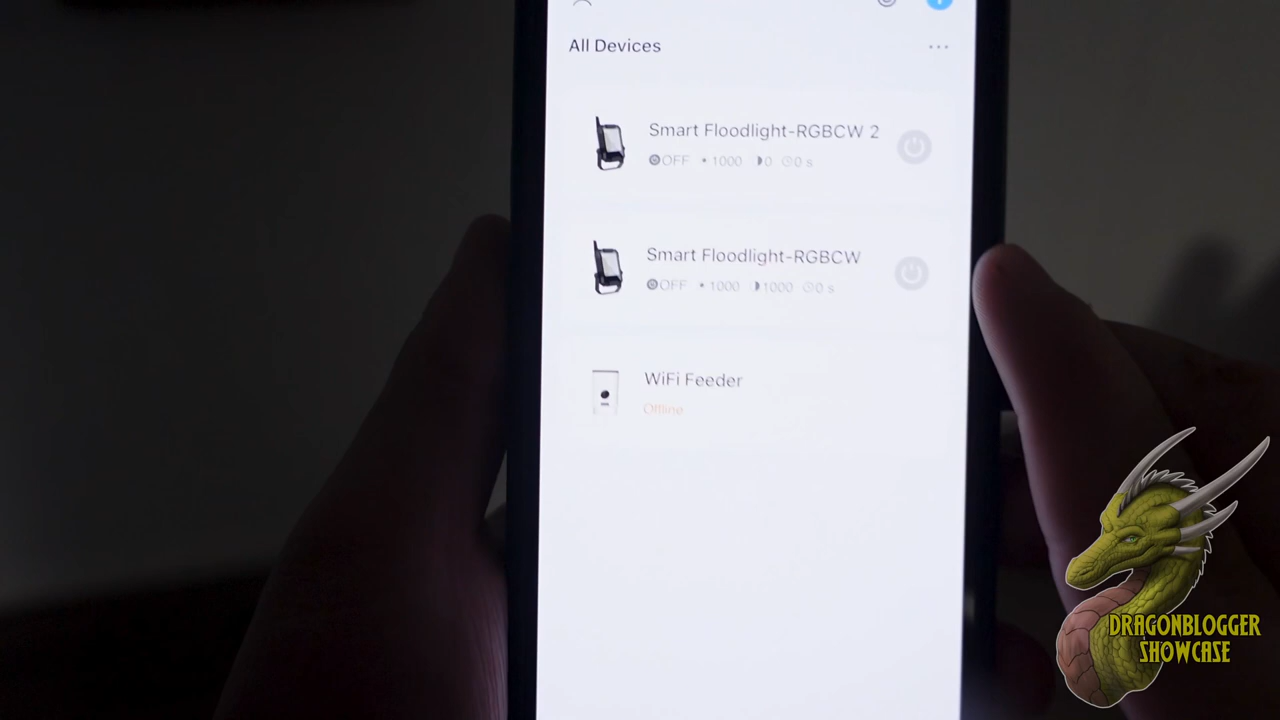 All Devices
Smart Floodlight-RGBCW 2
OFF 1000 0 0 s
Smart Floodlight-RGBCW
OFF 1000 1000 0 s
WiFi Feeder
Offline
DRAGONBLOGGER
SHOWCASE